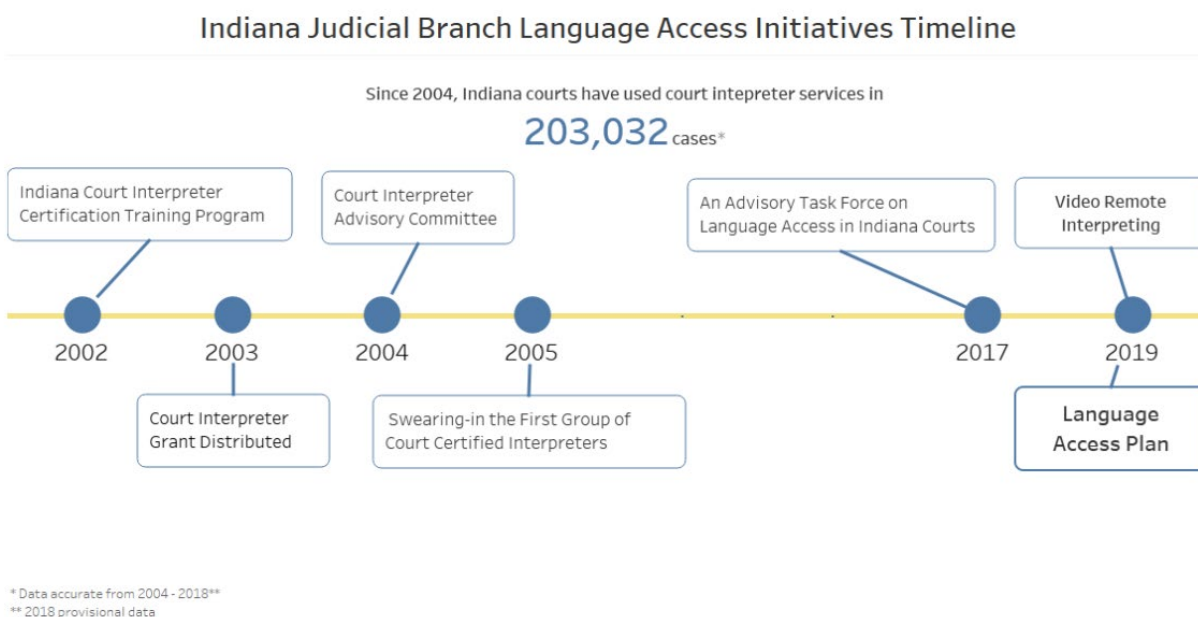 Indiana Judicial Branch Language Access Initiatives Timeline
Since 2004, Indiana courts have used court intepreter services in
203,032 cases*
Indiana Court Interpreter
Certification Training Program
Court Interpreter
Advisory Committee
An Advisory Task Force on
Language Access in Indiana Courts
Video Remote
Interpreting
2002
2003
2004
2005
2017
2019
Court Interpreter
Grant Distributed
Swearing-in the First Group of
Court Certified Interpreters
Language
Access Plan
* Data accurate from 2004 - 2018**
** 2018 provisional data